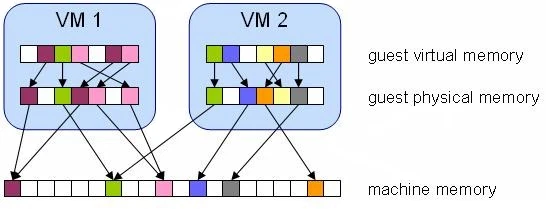 VM 1
VM 2
guest virtual memory
guest physical memory
machine memory